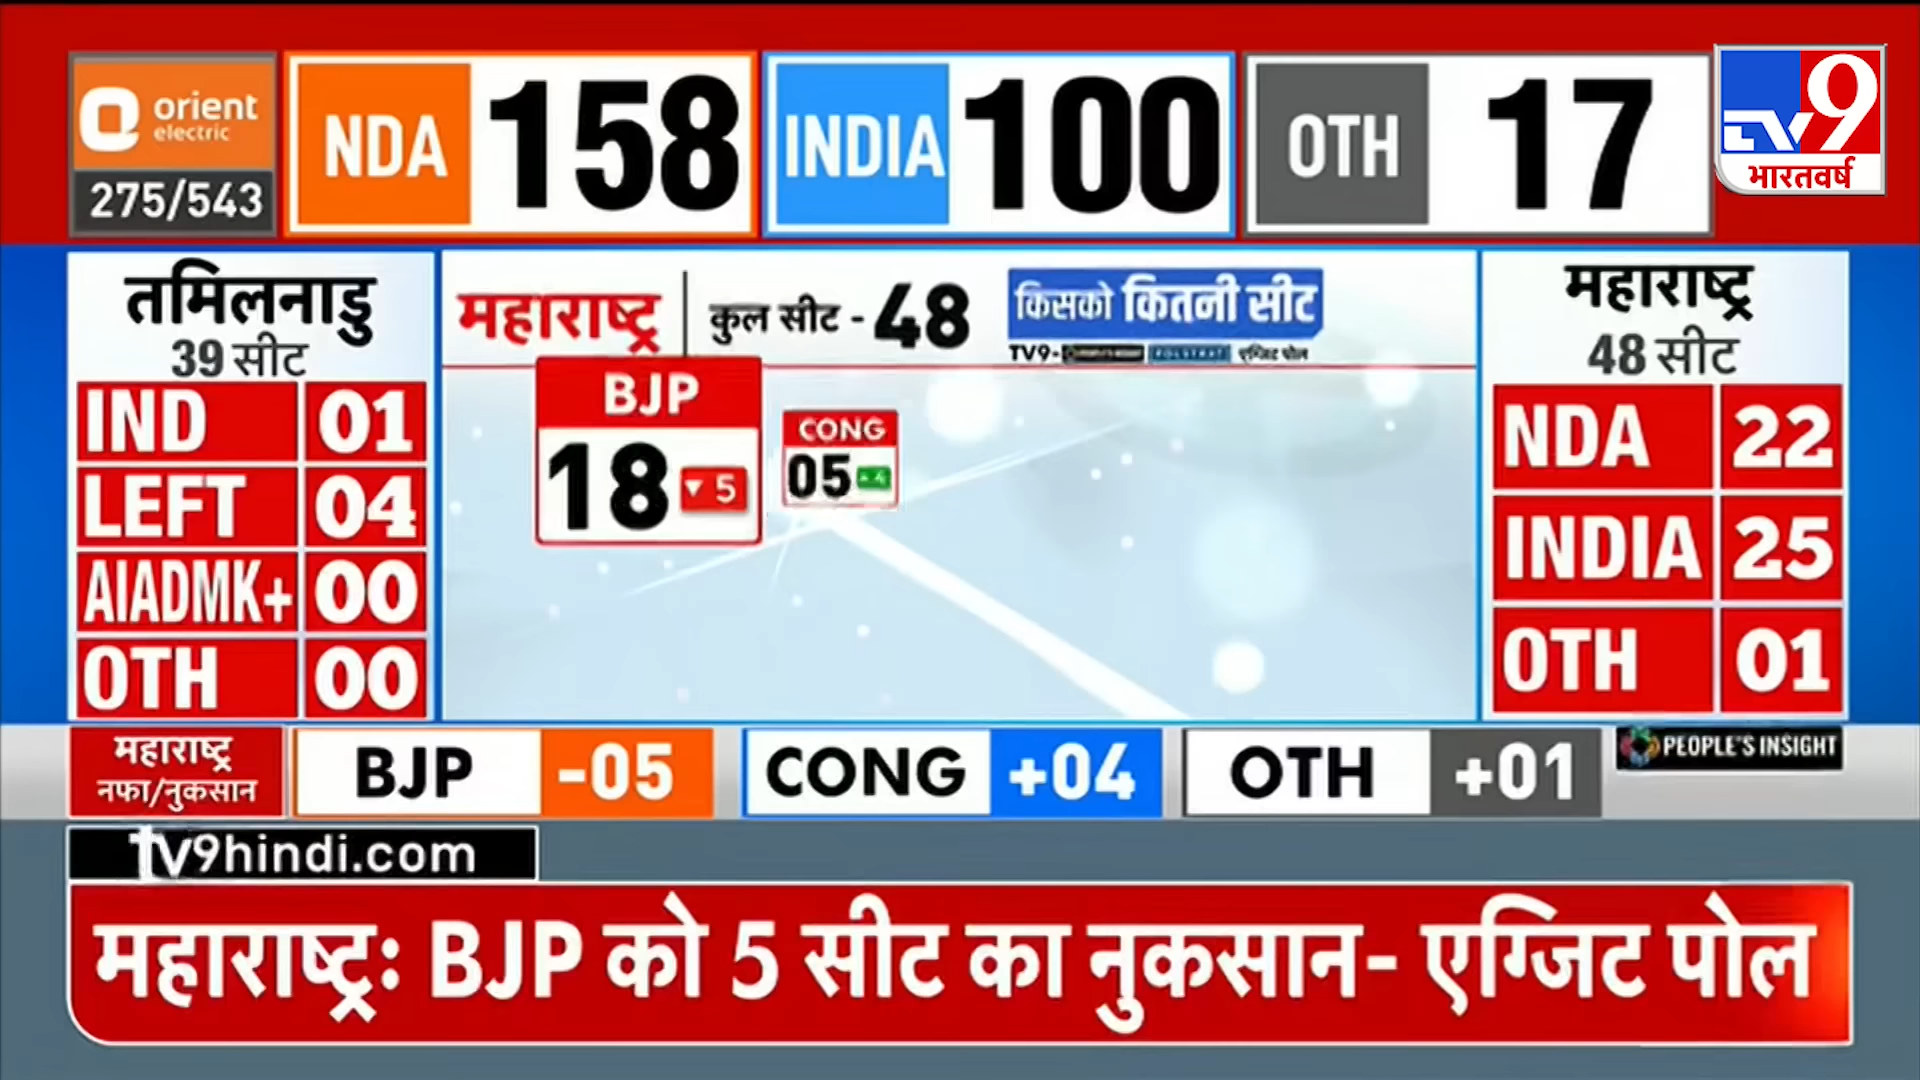 orient
electric
275/543
NDA 158
INDIA 100
OTH 17
TV9
भारतवर्ष
तमिलनाडु
39 सीट
IND 01
LEFT 04
AIADMK+ 00
OTH 00
महाराष्ट्र कुल सीट - 48 किसको कितनी सीट
TV9- एग्जिट पोल
BJP
18 ▼ 5
CONG
05 ▲ 4
महाराष्ट्र
48 सीट
NDA 22
INDIA 25
OTH 01
महाराष्ट्र
नफा/नुकसान
BJP -05
CONG +04
OTH +01
PEOPLE'S INSIGHT
tv9hindi.com
महाराष्ट्र: BJP को 5 सीट का नुकसान- एग्जिट पोल